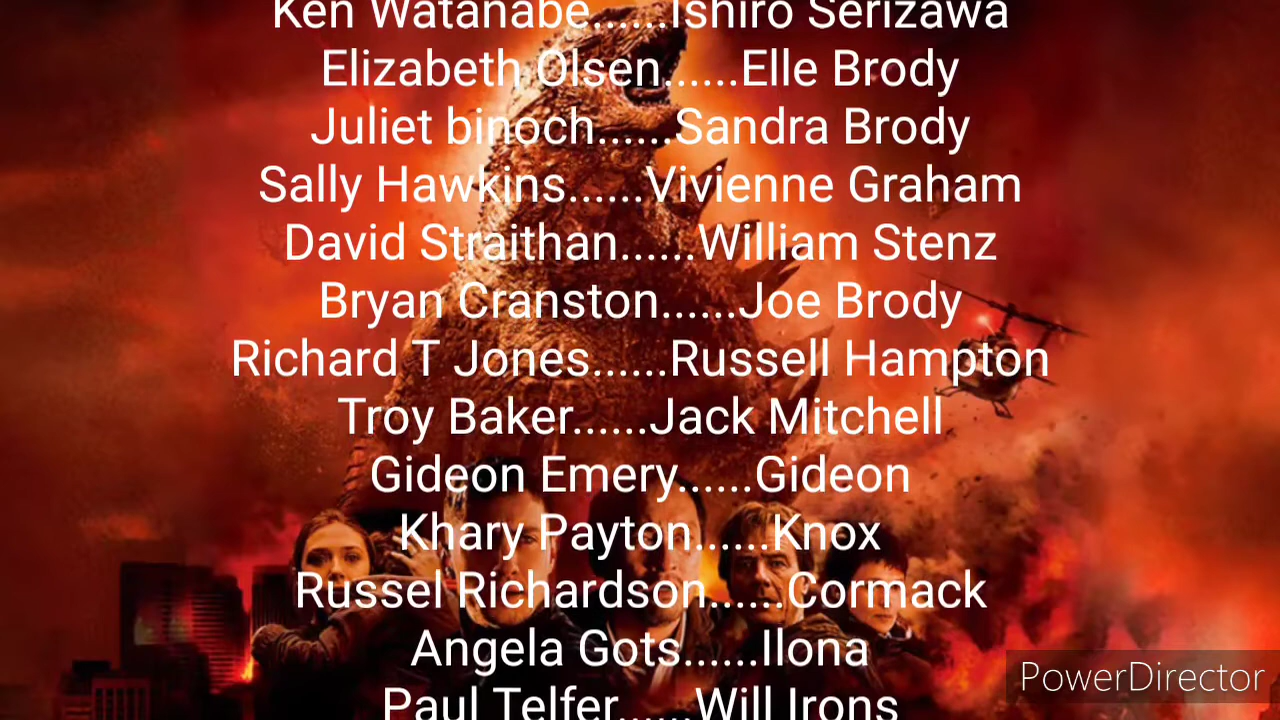 Ken Watanabe......Ishiro Serizawa
Elizabeth Olsen......Elle Brody
Juliet binoch......Sandra Brody
Sally Hawkins......Vivienne Graham
David Straithan......William Stenz
Bryan Cranston......Joe Brody
Richard T Jones......Russell Hampton
Troy Baker......Jack Mitchell
Gideon Emery......Gideon
Khary Payton......Knox
Russel Richardson......Cormack
Angela Gots......Ilona
Paul Telfer......Will Irons
PowerDirector